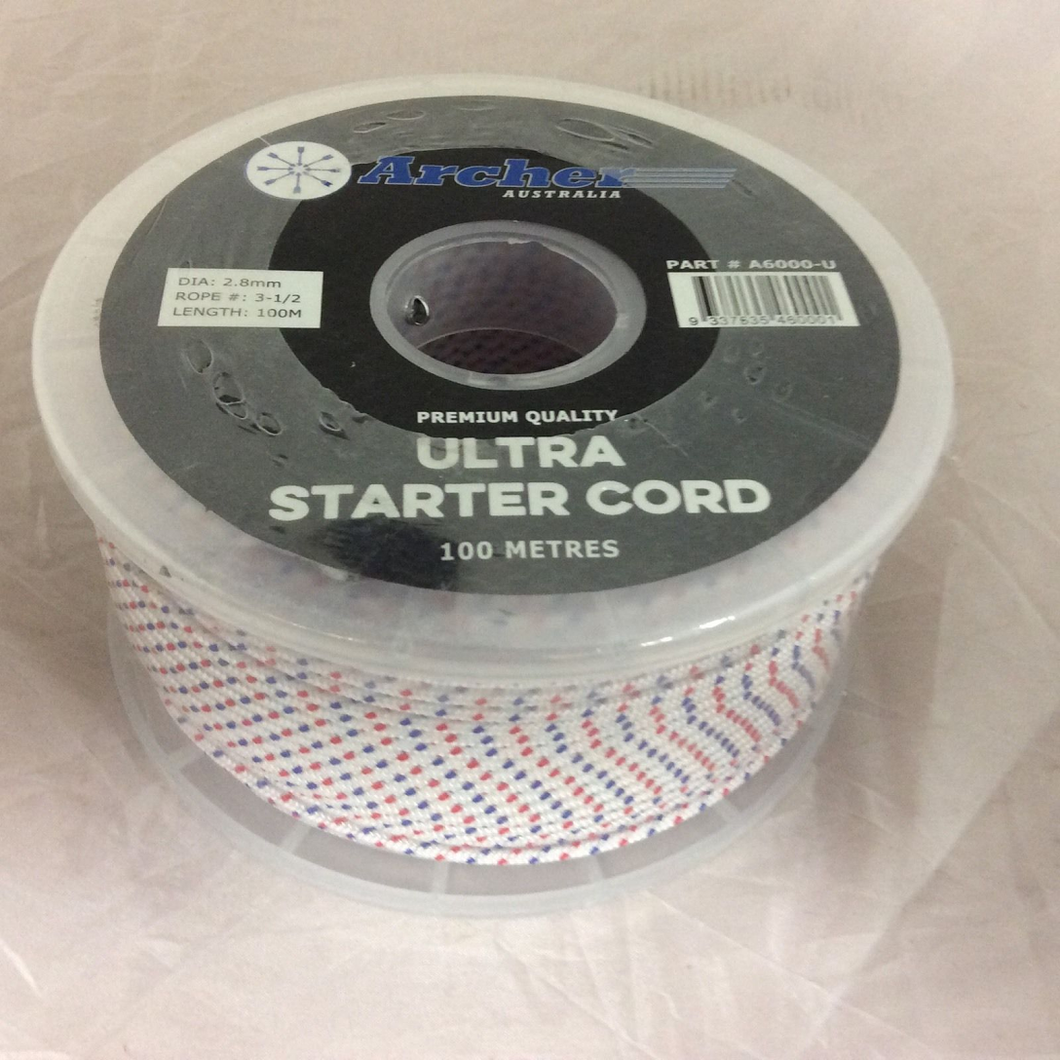 Archer
AUSTRALIA
DIA: 2.8mm
ROPE #: 3-1/2
LENGTH: 100M
PART # A6000-U
9 337635 460001
PREMIUM QUALITY
ULTRA
STARTER CORD
100 METRES